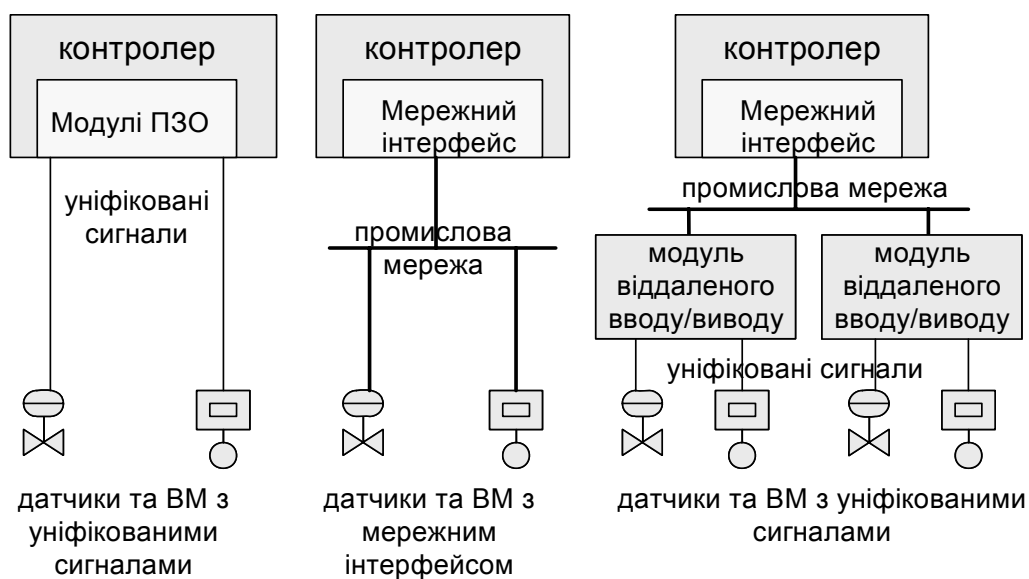 контролер
Модулі ПЗО
уніфіковані
сигнали
датчики та ВМ з
уніфікованими
сигналами
контролер
Мережний
інтерфейс
промислова
мережа
датчики та ВМ з
мережним
інтерфейсом
контролер
Мережний
інтерфейс
промислова мережа
модуль
віддаленого
вводу/виводу
модуль
віддаленого
вводу/виводу
уніфіковані сигнали
датчики та ВМ з уніфікованими
сигналами